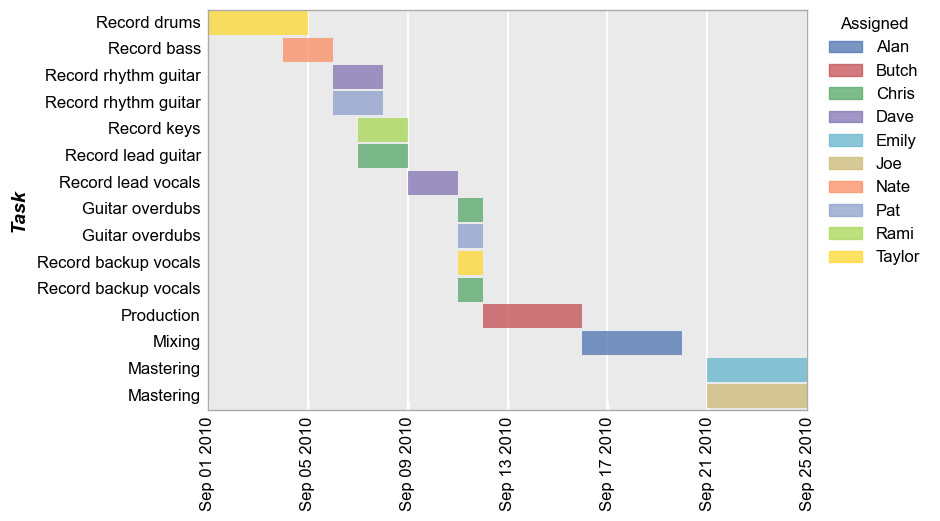 Record drums
Record bass
Record rhythm guitar
Record rhythm guitar
Record keys
Record lead guitar
Record lead vocals
Guitar overdubs
Guitar overdubs
Record backup vocals
Record backup vocals
Production
Mixing
Mastering
Mastering
Task
Sep 01 2010
Sep 05 2010
Sep 09 2010
Sep 13 2010
Sep 17 2010
Sep 21 2010
Sep 25 2010
Assigned
Alan
Butch
Chris
Dave
Emily
Joe
Nate
Pat
Rami
Taylor